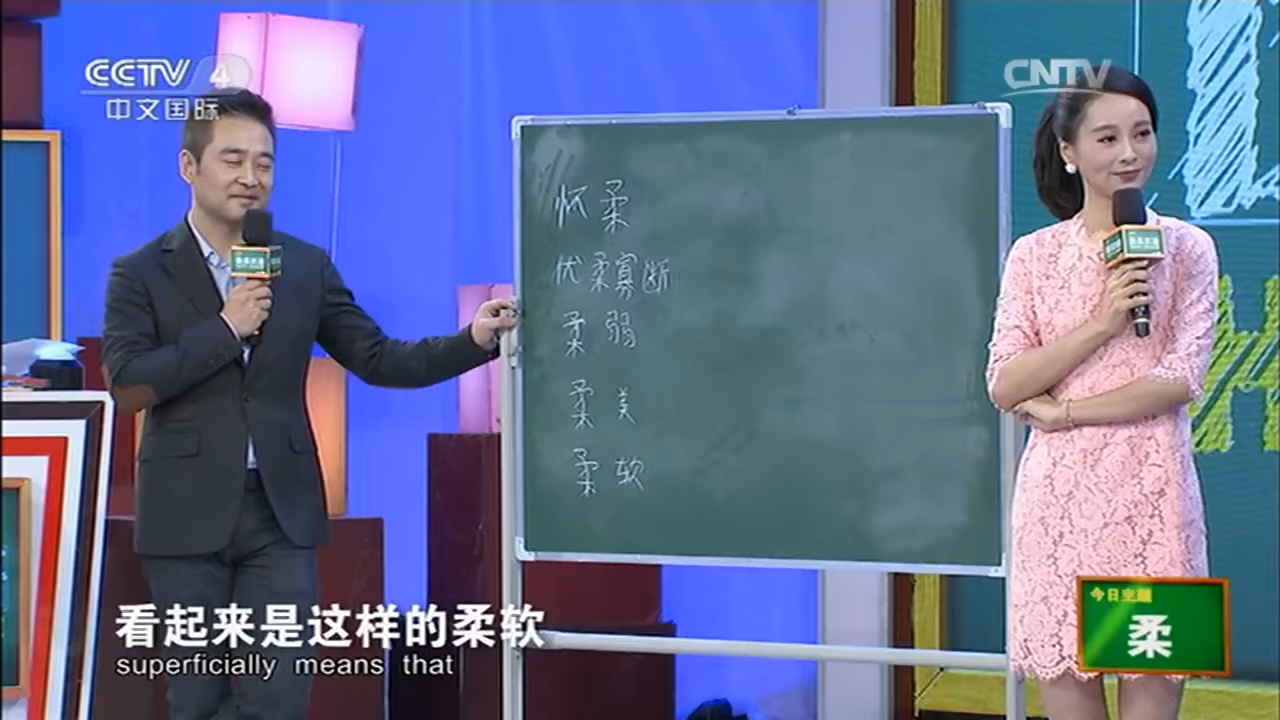 CCTV 4
中文国际
CNTV
怀柔
优柔寡断
柔弱
柔美
柔软
看起来是这样的柔软
superficially means that
今日主题
柔